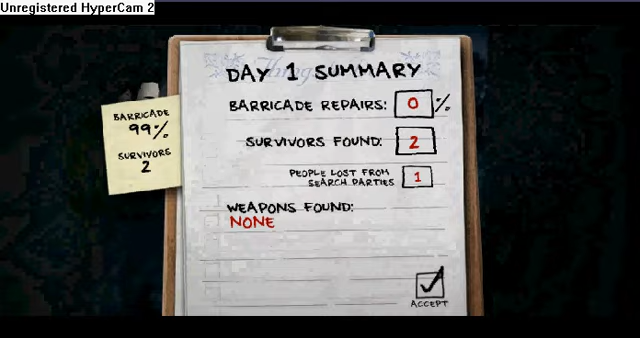 Unregistered HyperCam 2
DAY 1 SUMMARY
BARRICADE REPAIRS: 0 %
SURVIVORS FOUND: 2
PEOPLE LOST FROM
SEARCH PARTIES 1
WEAPONS FOUND:
NONE
ACCEPT
BARRICADE
99%
SURVIVORS
2